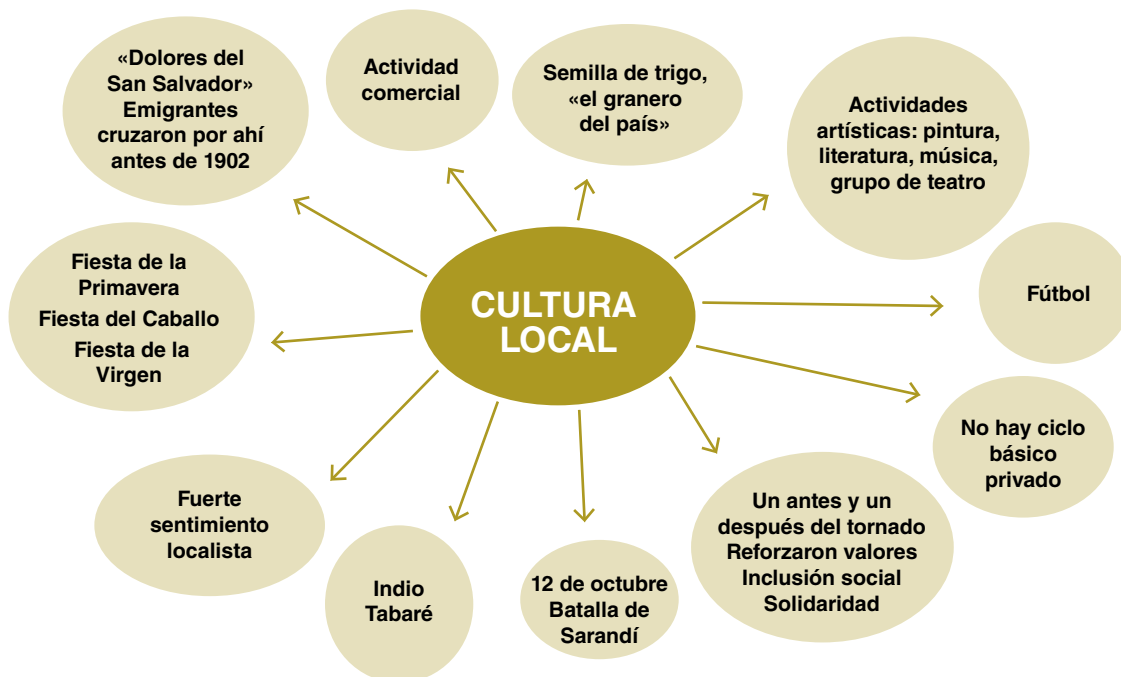 «Dolores del
San Salvador»
Emigrantes
cruzaron por ahí
antes de 1902
Actividad
comercial
Semilla de trigo,
«el granero
del país»
Actividades
artísticas: pintura,
literatura, música,
grupo de teatro
Fiesta de la
Primavera
Fiesta del Caballo
Fiesta de la
Virgen
CULTURA
LOCAL
Fútbol
No hay ciclo
básico
privado
Fuerte
sentimiento
localista
Indio
Tabaré
12 de octubre
Batalla de
Sarandí
Un antes y un
después del tornado
Reforzaron valores
Inclusión social
Solidaridad